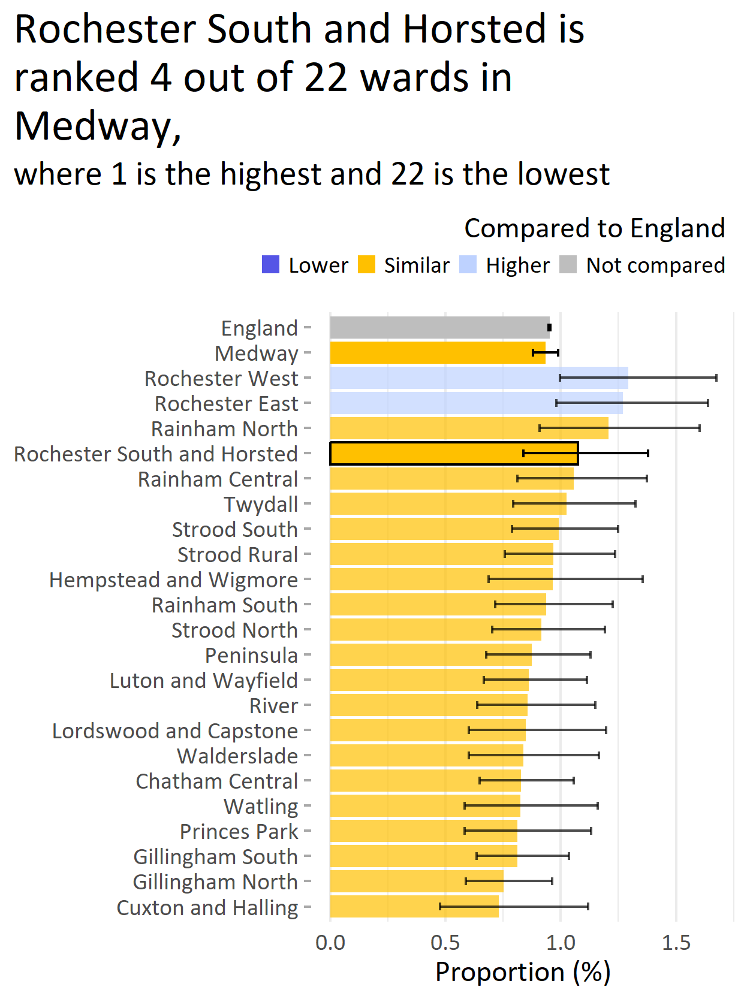 Rochester South and Horsted is
ranked 4 out of 22 wards in
Medway,
where 1 is the highest and 22 is the lowest
Compared to England
Lower Similar Higher Not compared
England
Medway
Rochester West
Rochester East
Rainham North
Rochester South and Horsted
Rainham Central
Twydall
Strood South
Strood Rural
Hempstead and Wigmore
Rainham South
Strood North
Peninsula
Luton and Wayfield
River
Lordswood and Capstone
Walderslade
Chatham Central
Watling
Princes Park
Gillingham South
Gillingham North
Cuxton and Halling
0.0 0.5 1.0 1.5
Proportion (%)